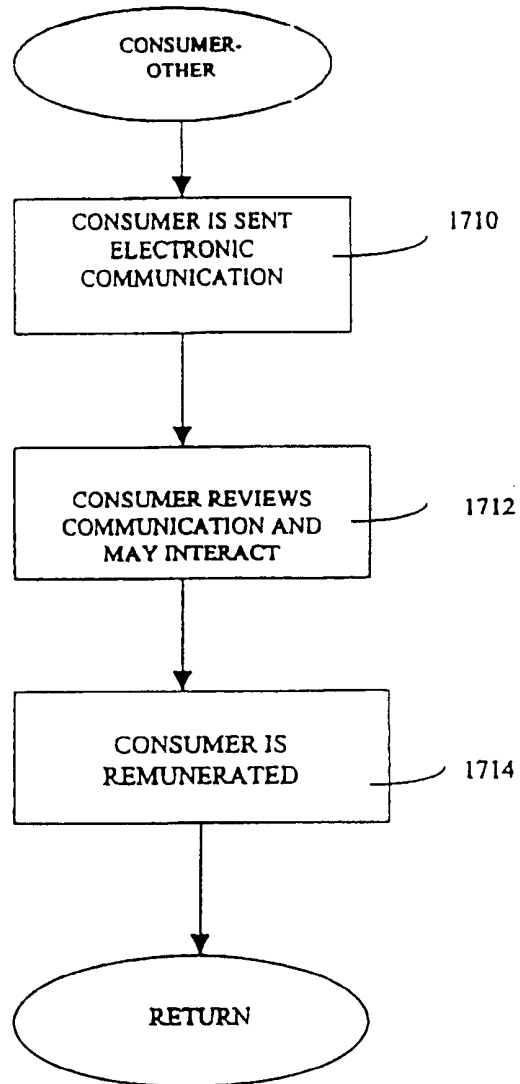 CONSUMER-
OTHER
CONSUMER IS SENT
ELECTRONIC
COMMUNICATION
1710
CONSUMER REVIEWS
COMMUNICATION AND
MAY INTERACT
1712
CONSUMER IS
REMUNERATED
1714
RETURN